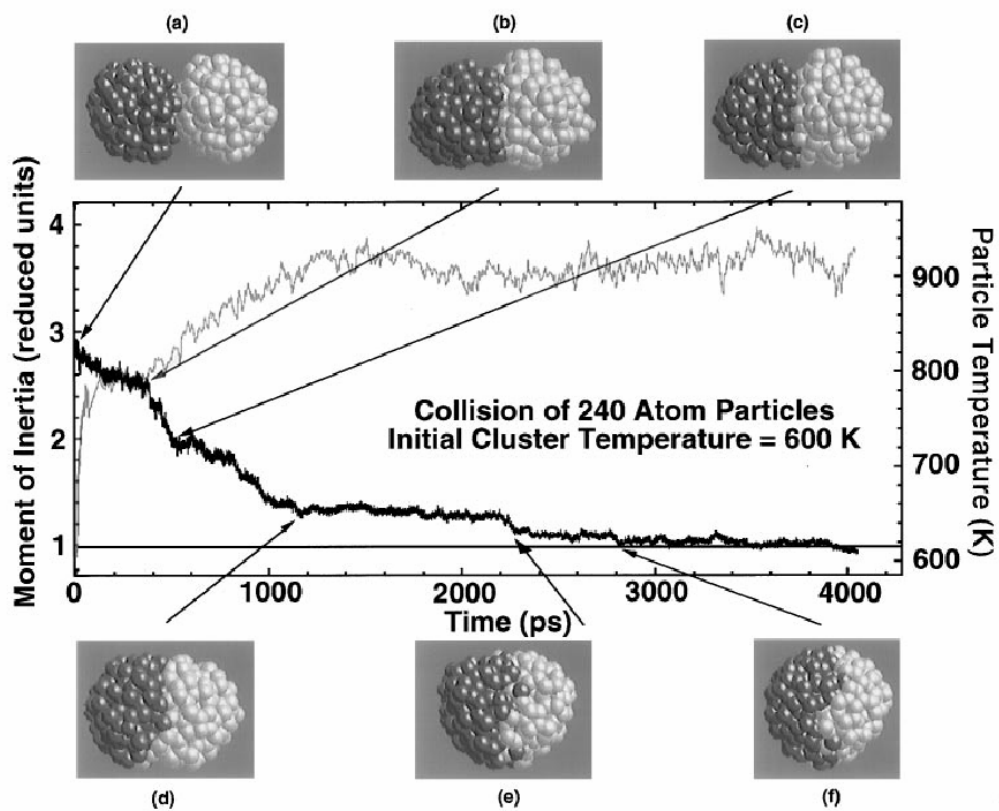 (a)
(b)
(c)
Moment of Inertia (reduced units)
4
3
2
1
Particle Temperature (K)
900
800
700
600
Collision of 240 Atom Particles
Initial Cluster Temperature = 600 K
0
1000
2000
3000
4000
Time (ps)
(d)
(e)
(f)